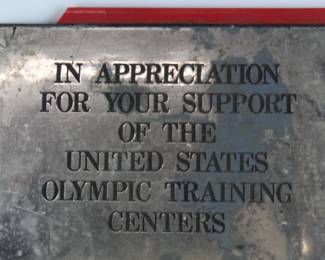 IN APPRECIATION
FOR YOUR SUPPORT
OF THE
UNITED STATES
OLYMPIC TRAINING
CENTERS